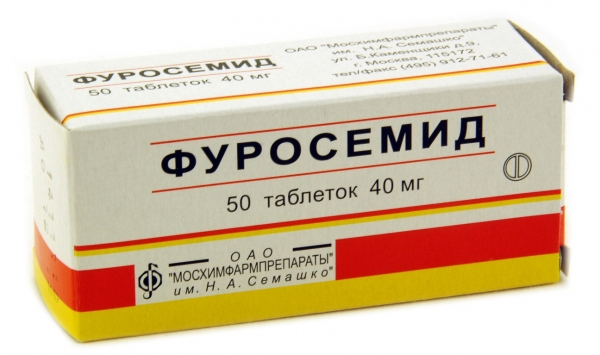 ФУРОСЕМИД
50 таблеток 40 мг
ОАО "Мосхимфармпрепараты"
им. Н.А. Семашко
ул. Б.Каменщики д.9,
г. Москва, 115172
тел/факс (495) 912-71-61
ФУРОСЕМИД
50 таблеток 40 мг
ОАО
"МОСХИМФАРМПРЕПАРАТЫ"
им. Н. А. Семашко"